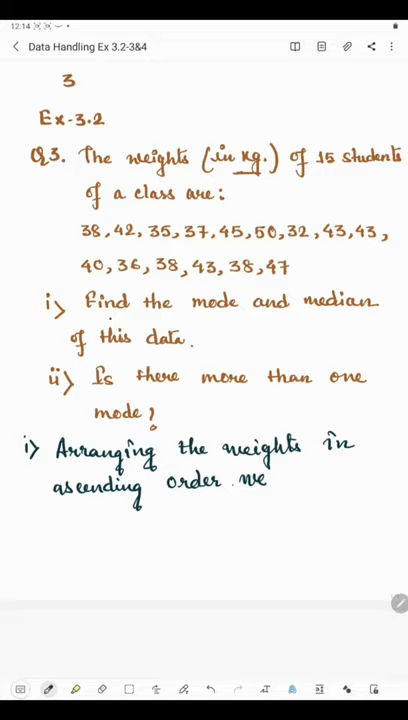 12:14
Data Handling Ex 3.2-3&4
3
Ex-3.2
Q3. The weights (in kg.) of 15 students
of a class are:
38, 42, 35, 37, 45, 50, 32, 43, 43,
40, 36, 38, 43, 38, 47
i) Find the mode and median
of this data.
ii) Is there more than one
mode?
i) Arranging the weights in
ascending order. we